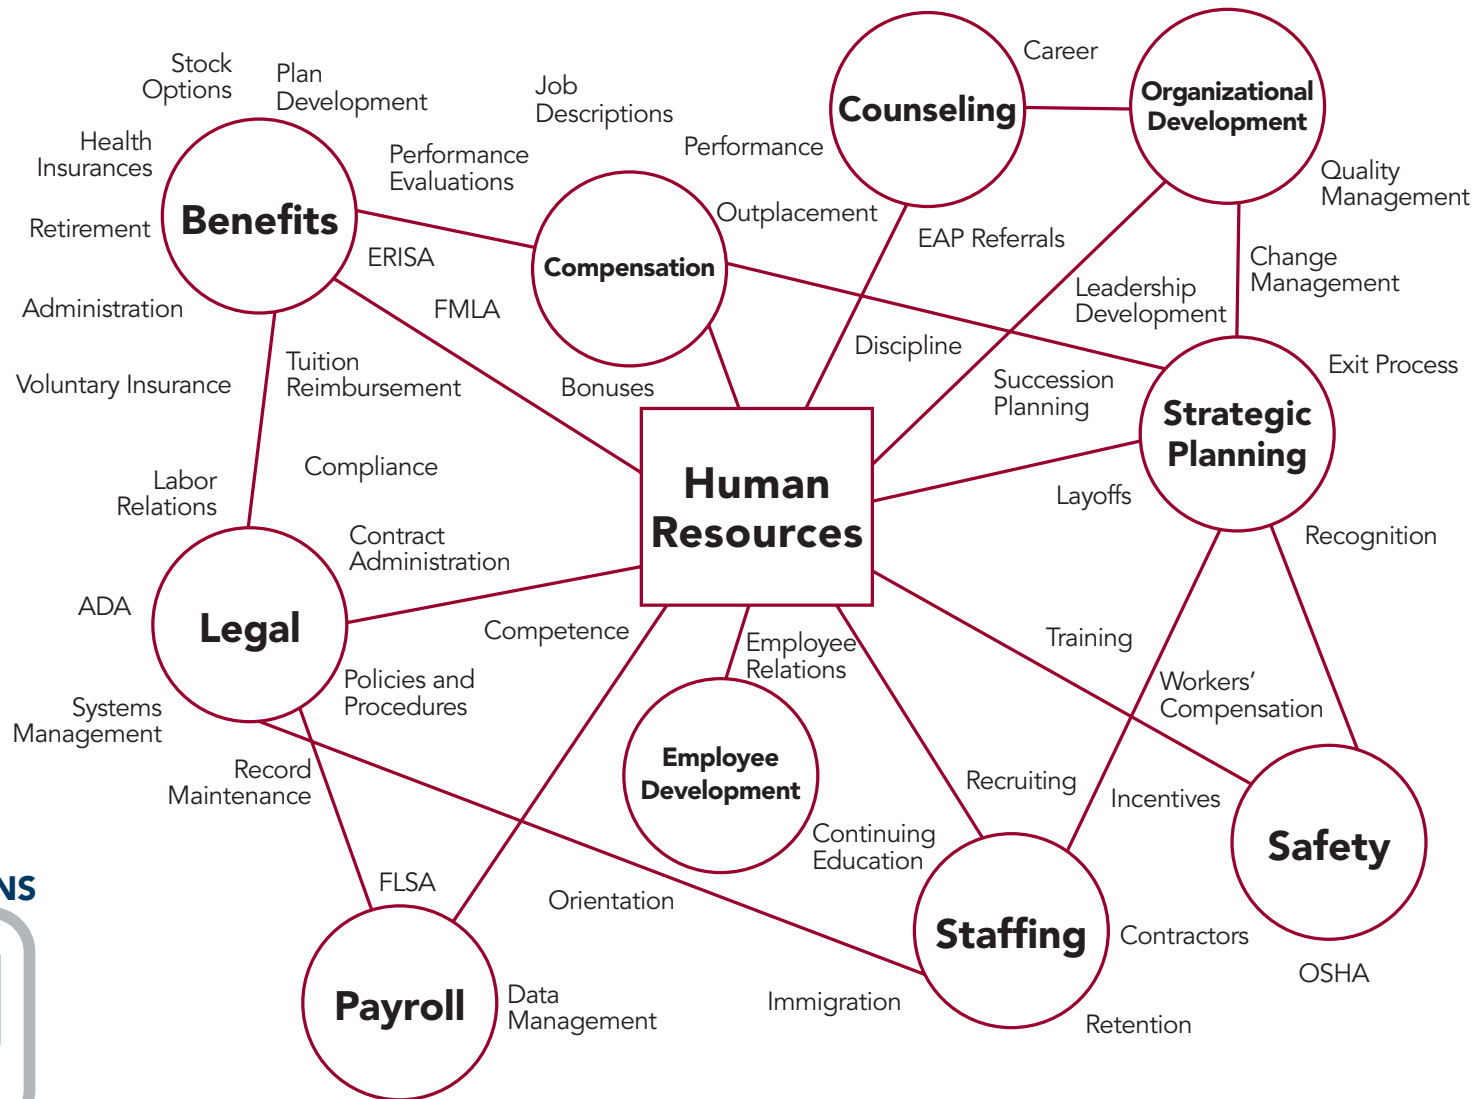 Stock
Options
Plan
Development
Job
Descriptions
Career
Counseling
Organizational
Development
Health
Insurances
Performance
Evaluations
Performance
Quality
Management
Retirement
Benefits
Outplacement
EAP Referrals
ERISA
Compensation
Change
Management
Administration
FMLA
Leadership
Development
Discipline
Voluntary Insurance
Tuition
Reimbursement
Bonuses
Succession
Planning
Exit Process
Strategic
Planning
Labor
Relations
Compliance
Human
Resources
Layoffs
Contract
Administration
Recognition
ADA
Legal
Competence
Employee
Relations
Training
Policies and
Procedures
Workers’
Compensation
Systems
Management
Record
Maintenance
Employee
Development
Recruiting
Incentives
Continuing
Education
Safety
NS
FLSA
Orientation
Staffing
Contractors
OSHA
Payroll
Data
Management
Immigration
Retention